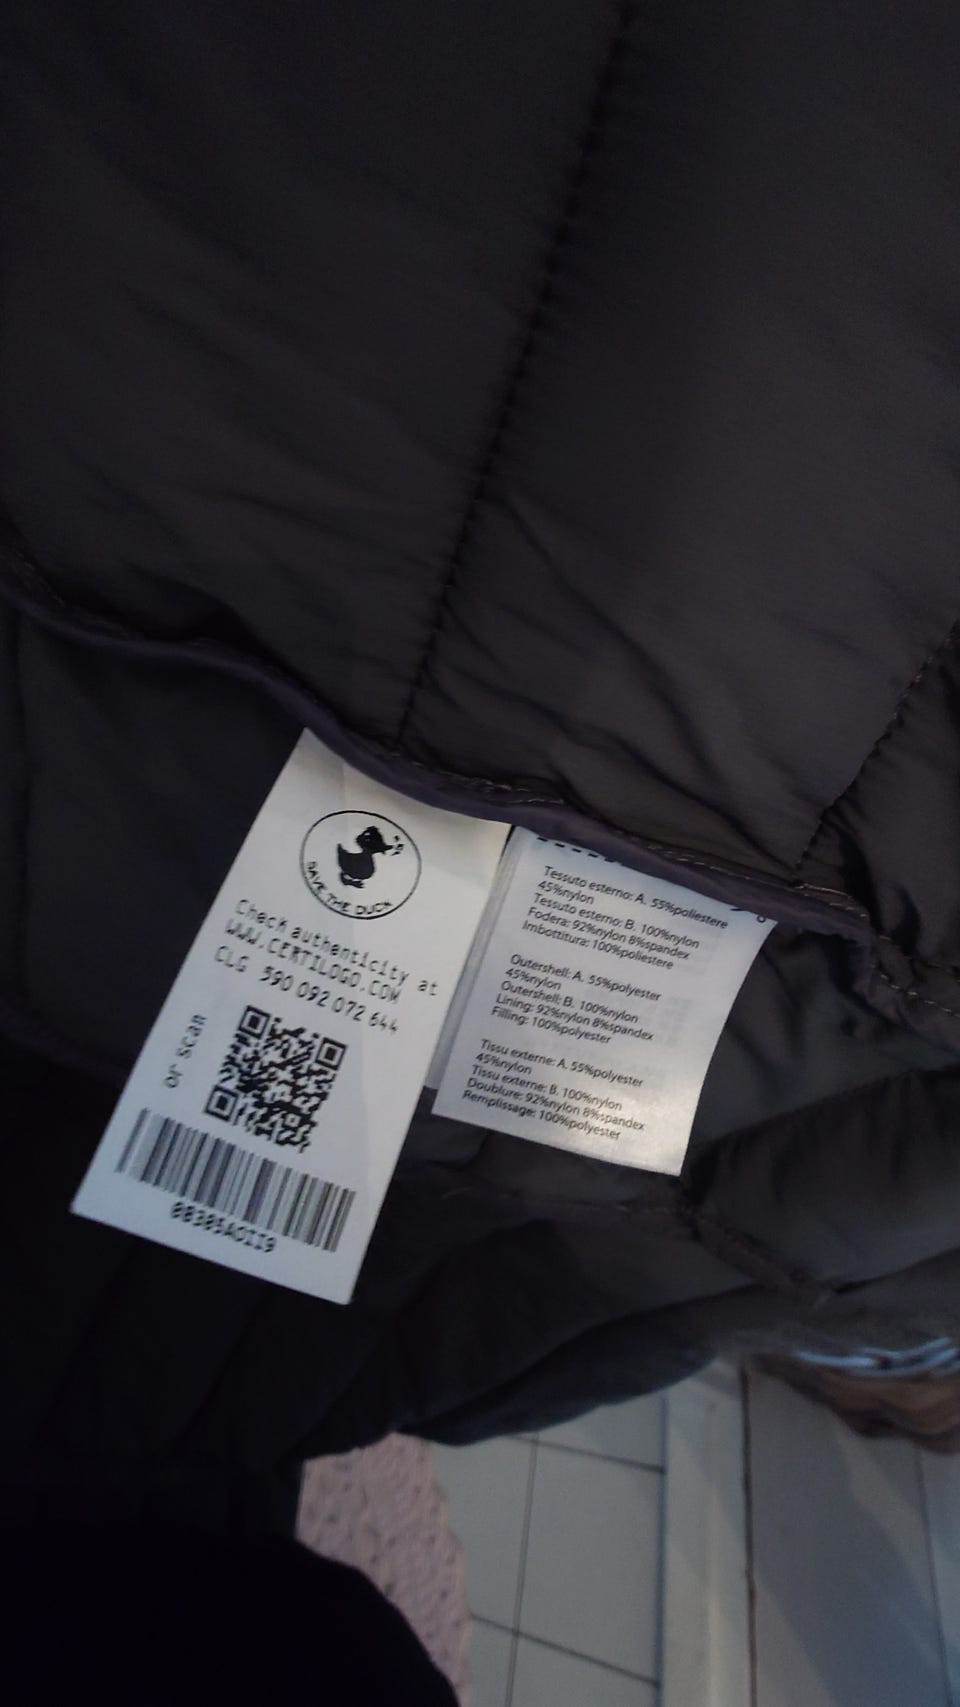 SAVE THE DUCK
Check authenticity at
WWW.CERTILOGO.COM
CLG 590 092 072 644
or scan
Tessuto esterno: A. 55%poliestere
45%nylon
Tessuto esterno: B. 100%nylon
Fodera: 92%nylon 8%spandex
Imbottitura: 100%poliestere
Outershell: A. 55%polyester
45%nylon
Outershell: B. 100%nylon
Lining: 92%nylon 8%spandex
Filling: 100%polyester
Tissu externe: A. 55%polyester
45%nylon
Tissu externe: B. 100%nylon
Doublure: 92%nylon 8%spandex
Remplissage: 100%polyester